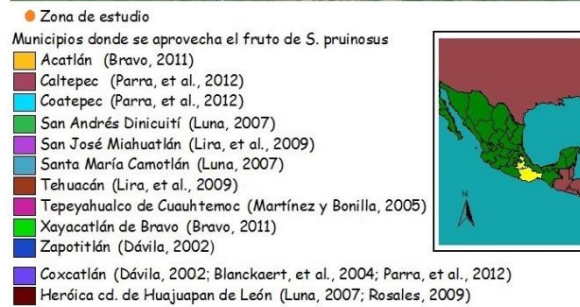 Zona de estudio
Municipios donde se aprovecha el fruto de S. pruinosus
Acatlán (Bravo, 2011)
Caltepec (Parra, et al., 2012)
Coatepec (Parra, et al., 2012)
San Andrés Dinicuití (Luna, 2007)
San José Miahuatlán (Lira, et al., 2009)
Santa María Camotlán (Luna, 2007)
Tehuacán (Lira, et al., 2009)
Tepeyahualco de Cuauhtemoc (Martínez y Bonilla, 2005)
Xayacatlán de Bravo (Bravo, 2011)
Zapotitlán (Dávila, 2002)
Coxcatlán (Dávila, 2002; Blanckaert, et al., 2004; Parra, et al., 2012)
Heróica cd. de Huajuapan de León (Luna, 2007; Rosales, 2009)
N